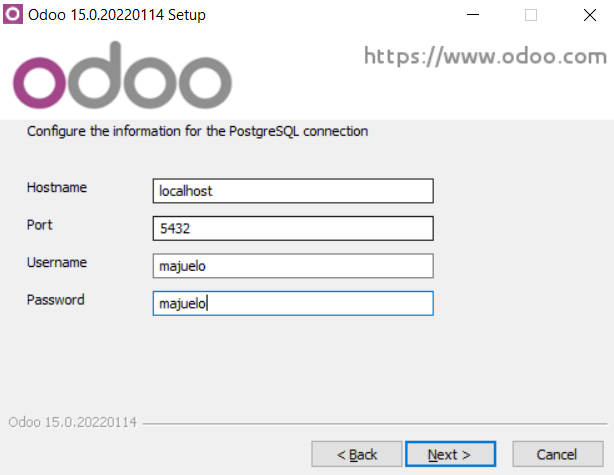 Odoo 15.0.20220114 Setup
odoo
https://www.odoo.com
Configure the information for the PostgreSQL connection
Hostname localhost
Port 5432
Username majuelo
Password majuelo
Odoo 15.0.20220114
< Back Next > Cancel